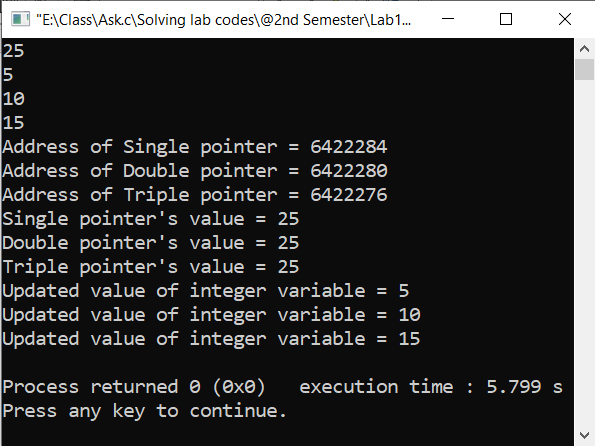 "E:\Class\Ask.c\Solving lab codes\@2nd Semester\Lab1...
25
5
10
15
Address of Single pointer = 6422284
Address of Double pointer = 6422280
Address of Triple pointer = 6422276
Single pointer's value = 25
Double pointer's value = 25
Triple pointer's value = 25
Updated value of integer variable = 5
Updated value of integer variable = 10
Updated value of integer variable = 15
Process returned 0 (0x0)   execution time : 5.799 s
Press any key to continue.